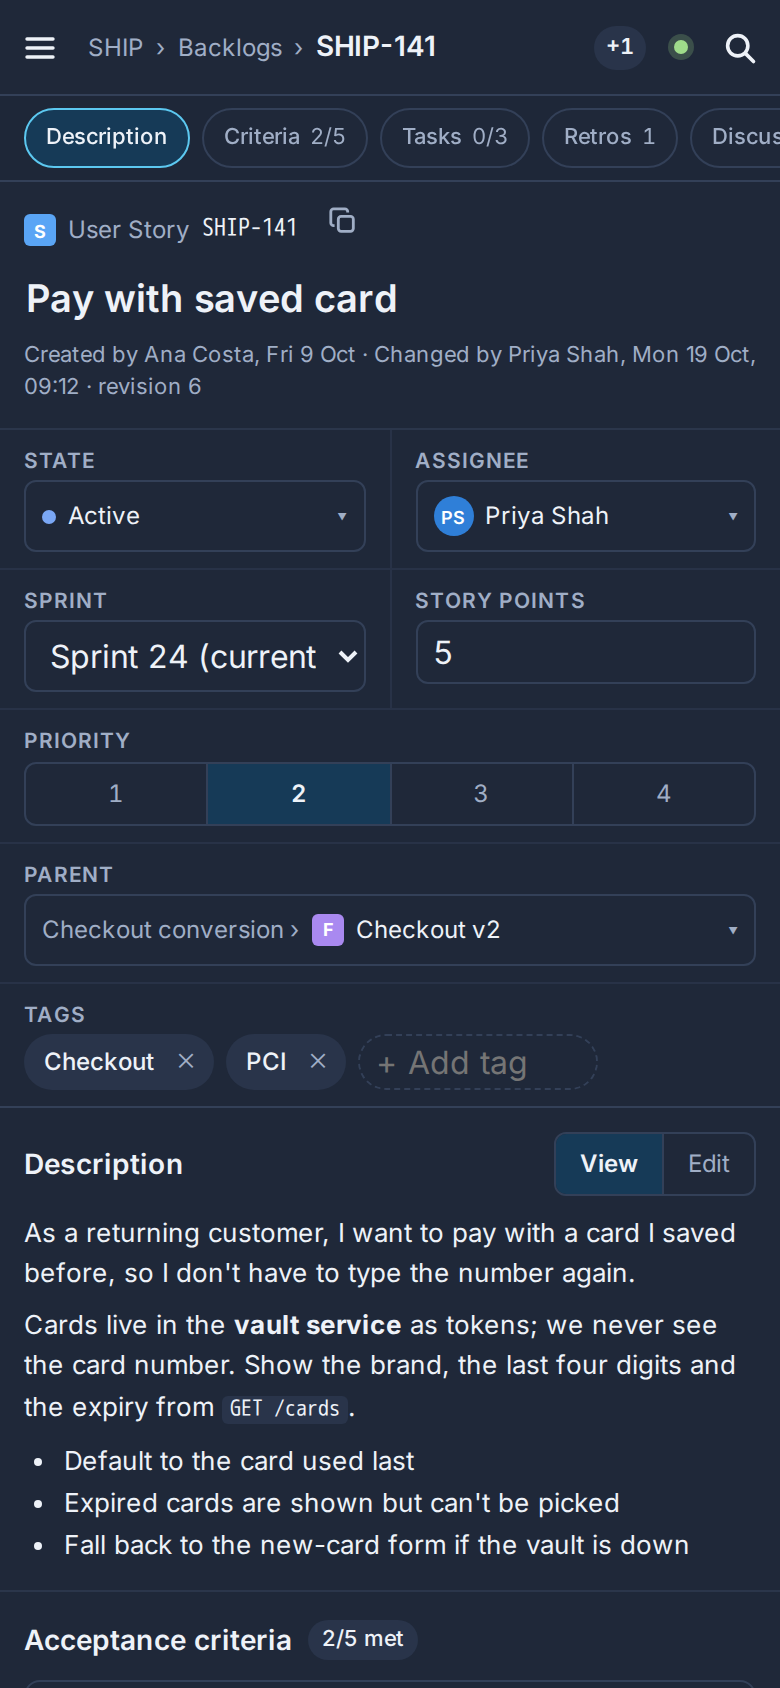 SHIP › Backlogs › SHIP-141 +1
Description Criteria 2/5 Tasks 0/3 Retros 1 Discus
S User Story SHIP-141
Pay with saved card
Created by Ana Costa, Fri 9 Oct · Changed by Priya Shah, Mon 19 Oct,
09:12 · revision 6
STATE ASSIGNEE
Active PS Priya Shah
SPRINT STORY POINTS
Sprint 24 (current 5
PRIORITY
1 2 3 4
PARENT
Checkout conversion › F Checkout v2
TAGS
Checkout × PCI × + Add tag
Description View Edit
As a returning customer, I want to pay with a card I saved
before, so I don't have to type the number again.
Cards live in the vault service as tokens; we never see
the card number. Show the brand, the last four digits and
the expiry from GET /cards.
• Default to the card used last
• Expired cards are shown but can't be picked
• Fall back to the new-card form if the vault is down
Acceptance criteria 2/5 met